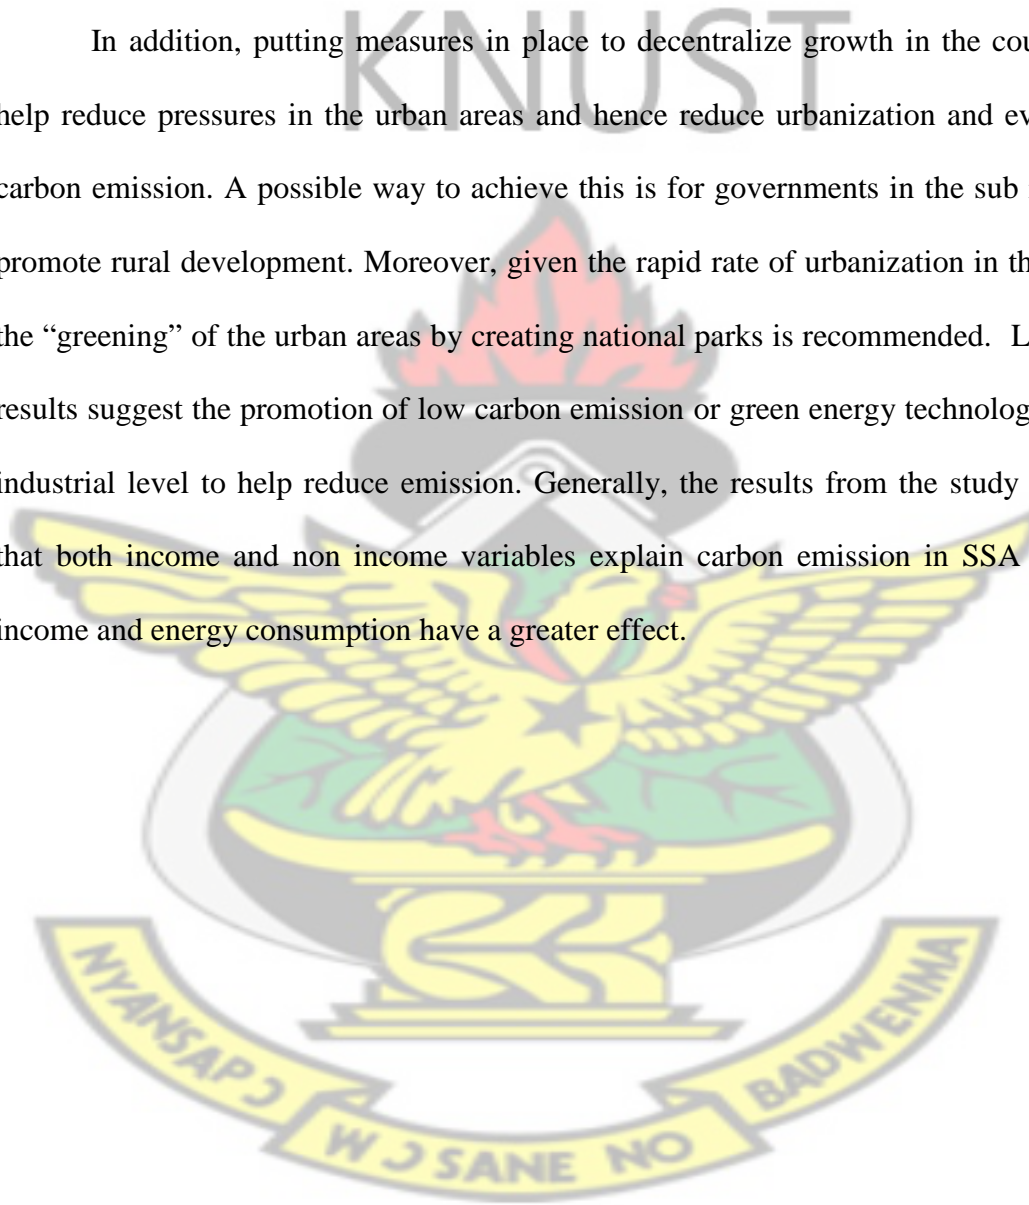 KNUST
In addition, putting measures in place to decentralize growth in the cou
help reduce pressures in the urban areas and hence reduce urbanization and ev
carbon emission. A possible way to achieve this is for governments in the sub
promote rural development. Moreover, given the rapid rate of urbanization in th
the “greening” of the urban areas by creating national parks is recommended. L
results suggest the promotion of low carbon emission or green energy technolog
industrial level to help reduce emission. Generally, the results from the study
that both income and non income variables explain carbon emission in SSA
income and energy consumption have a greater effect.
NYANSAPƆ
WƆ SANE NO
BADWENMA